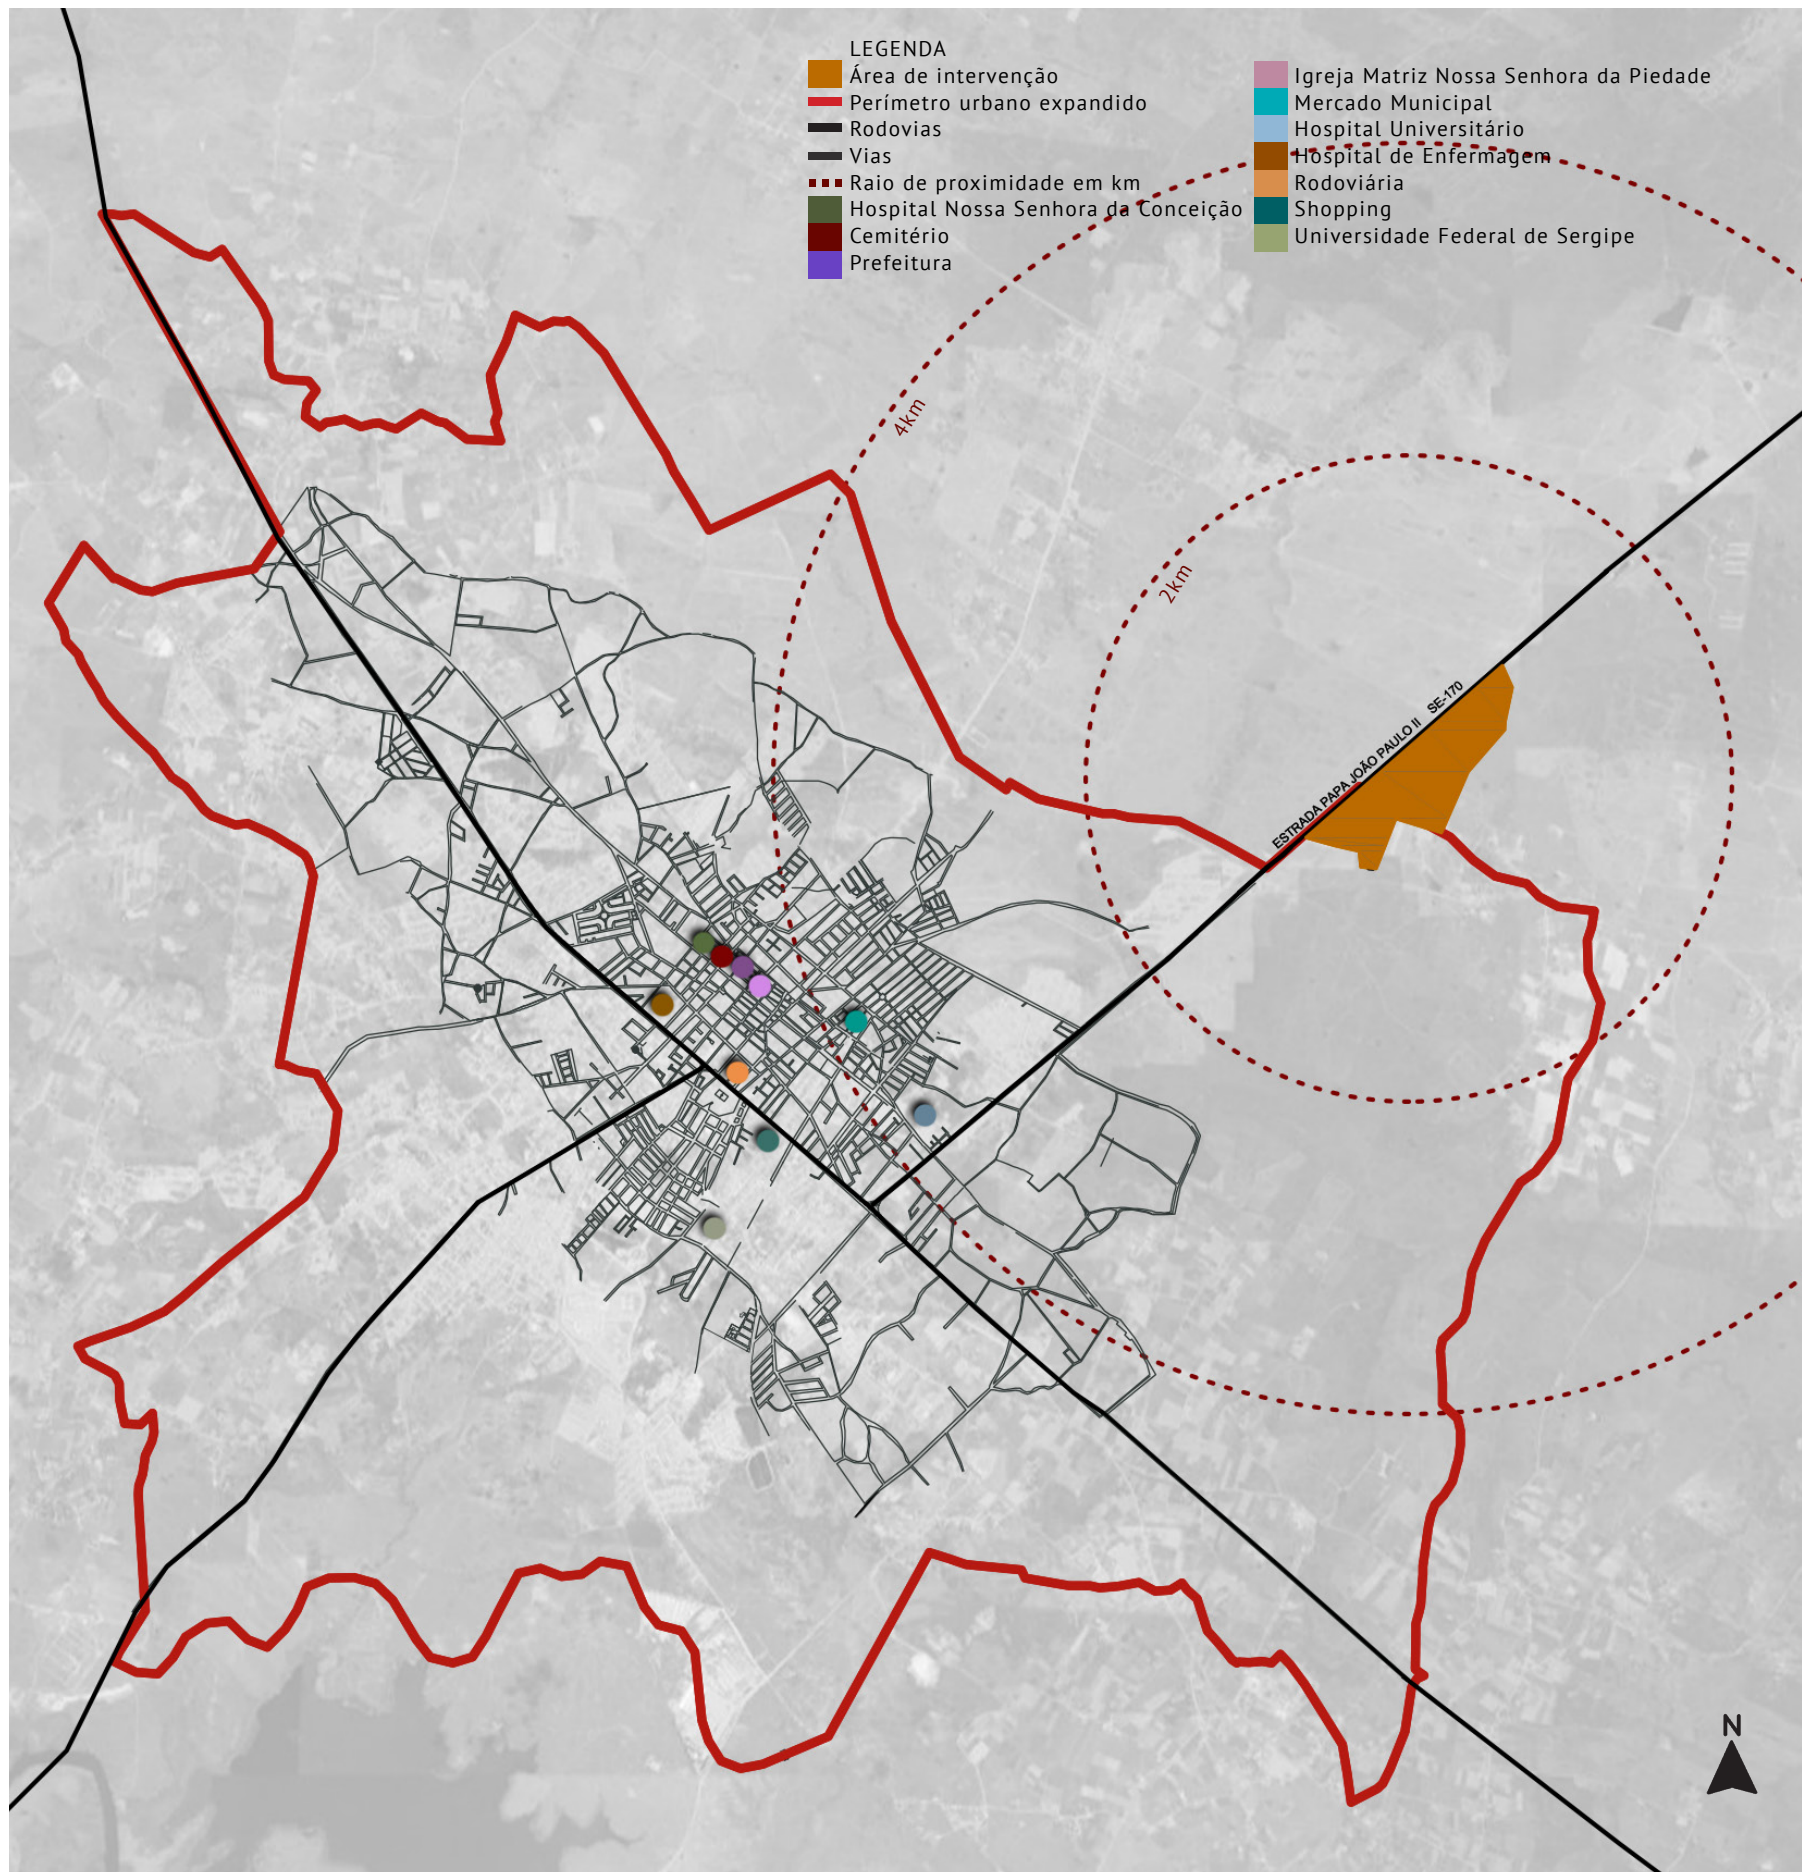 LEGENDA
Área de intervenção
Perímetro urbano expandido
Rodovias
Vias
Raio de proximidade em km
Hospital Nossa Senhora da Conceição
Cemitério
Prefeitura
Igreja Matriz Nossa Senhora da Piedade
Mercado Municipal
Hospital Universitário
Hospital de Enfermagem
Rodoviária
Shopping
Universidade Federal de Sergipe
4km
2km
ESTRADA PAPA JOÃO PAULO II SE-170
N